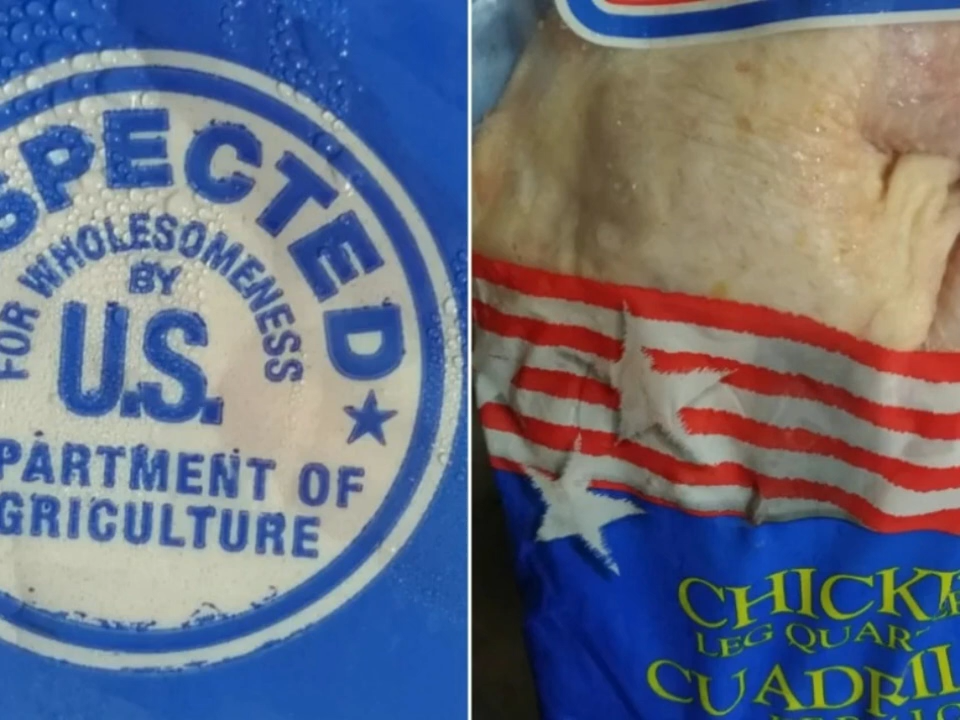 SPECTED
FOR WHOLESOMENESS
BY
U.S.
PARTMENT OF
GRICULTURE
CHICKE
LEG QUAR
CUADRIL